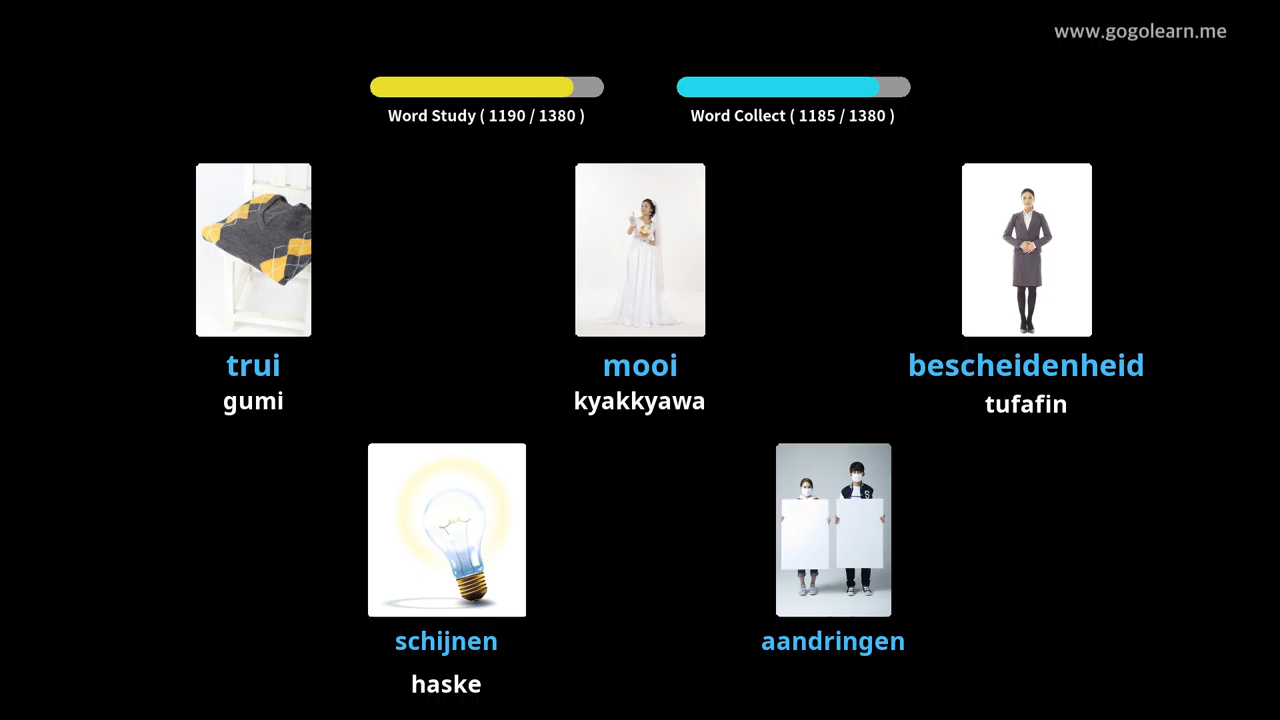 www.gogolearn.me
Word Study ( 1190 / 1380 )
Word Collect ( 1185 / 1380 )
trui
gumi
mooi
kyakkyawa
bescheidenheid
tufafin
schijnen
haske
aandringen
S